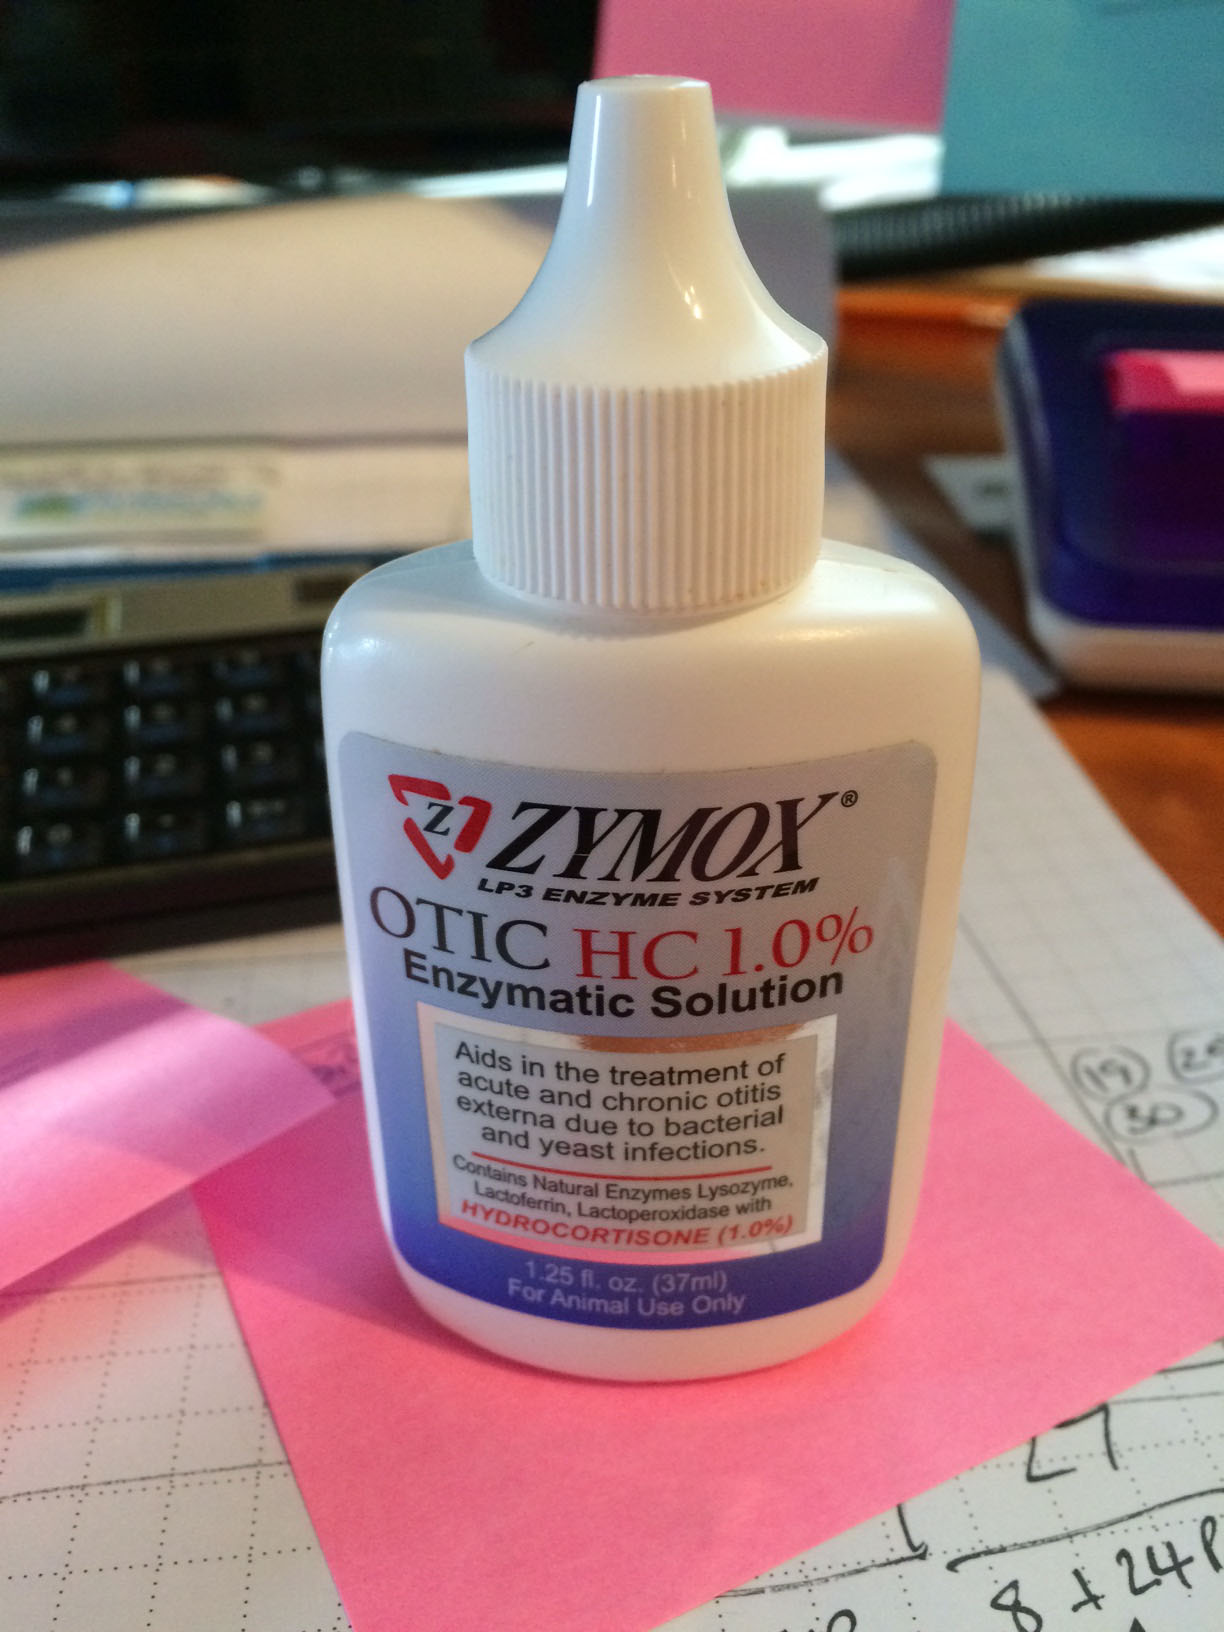 Z ZYMOX®
LP3 ENZYME SYSTEM
OTIC HC 1.0%
Enzymatic Solution
Aids in the treatment of
acute and chronic otitis
externa due to bacterial
and yeast infections.
Contains Natural Enzymes Lysozyme,
Lactoferrin, Lactoperoxidase with
HYDROCORTISONE (1.0%)
1.25 fl. oz. (37ml)
For Animal Use Only
19
30
27
8 + 24